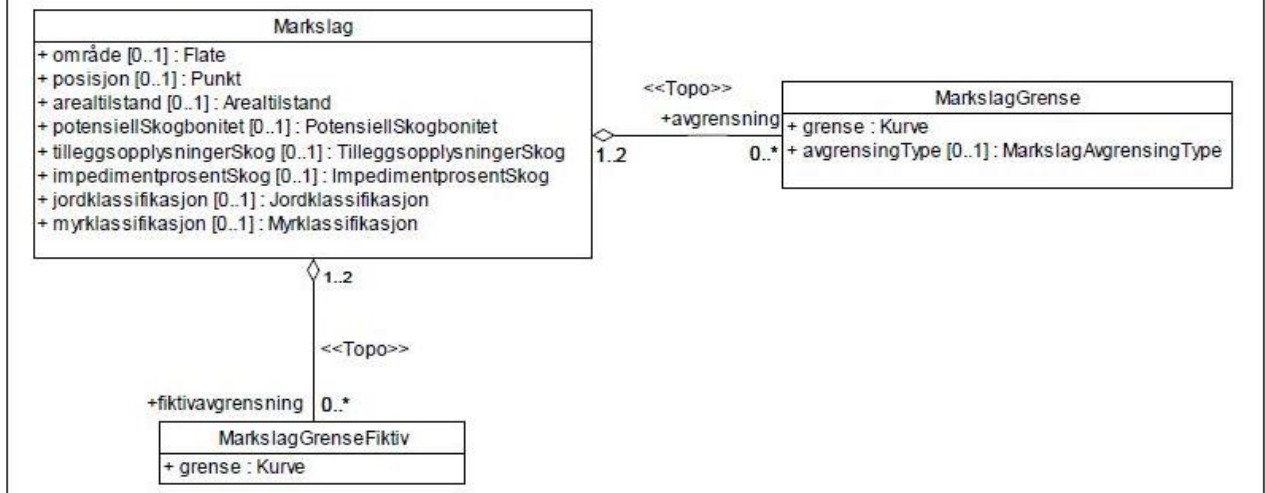 Markslag
+ område [0..1] : Flate
+ posisjon [0..1] : Punkt
+ arealtilstand [0..1] : Arealtilstand
+ potensiellSkogbonitet [0..1] : PotensiellSkogbonitet
+ tilleggsopplysningerSkog [0..1] : TilleggsopplysningerSkog
+ impedimentprosentSkog [0..1] : ImpedimentprosentSkog
+ jordklassifikasjon [0..1] : Jordklassifikasjon
+ myrklassifikasjon [0..1] : Myrklassifikasjon
<<Topo>>
+avgrensning
1..2
0..*
MarkslagGrense
+ grense : Kurve
+ avgrensingType [0..1] : MarkslagAvgrensingType
1..2
<<Topo>>
+fiktivavgrensning
0..*
MarkslagGrenseFiktiv
+ grense : Kurve